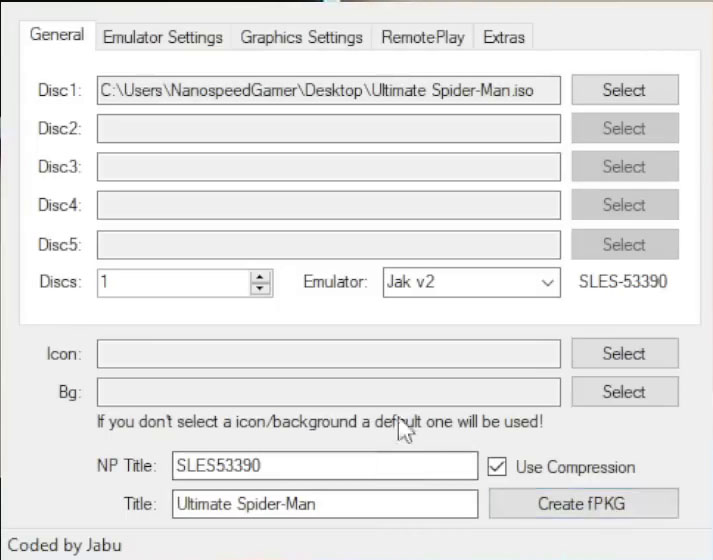 General Emulator Settings Graphics Settings RemotePlay Extras
Disc1: C:\Users\NanospeedGamer\Desktop\Ultimate Spider-Man.iso Select
Disc2: Select
Disc3: Select
Disc4: Select
Disc5: Select
Discs: 1 Emulator: Jak v2 SLES-53390
Icon: Select
Bg: Select
If you don't select a icon/background a default one will be used!
NP Title: SLES53390 Use Compression
Title: Ultimate Spider-Man Create fPKG
Coded by Jabu